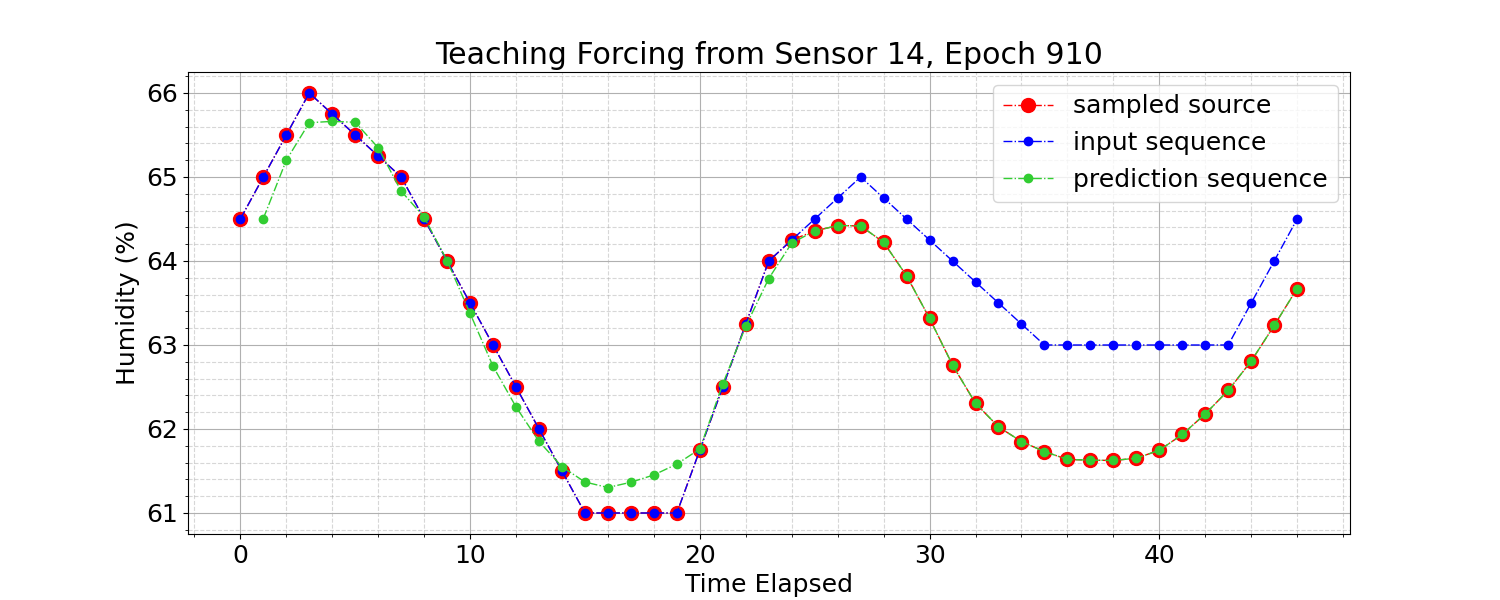 Teaching Forcing from Sensor 14, Epoch 910
66
65
64
63
62
61
Humidity (%)
sampled source
input sequence
prediction sequence
0 10 20 30 40
Time Elapsed